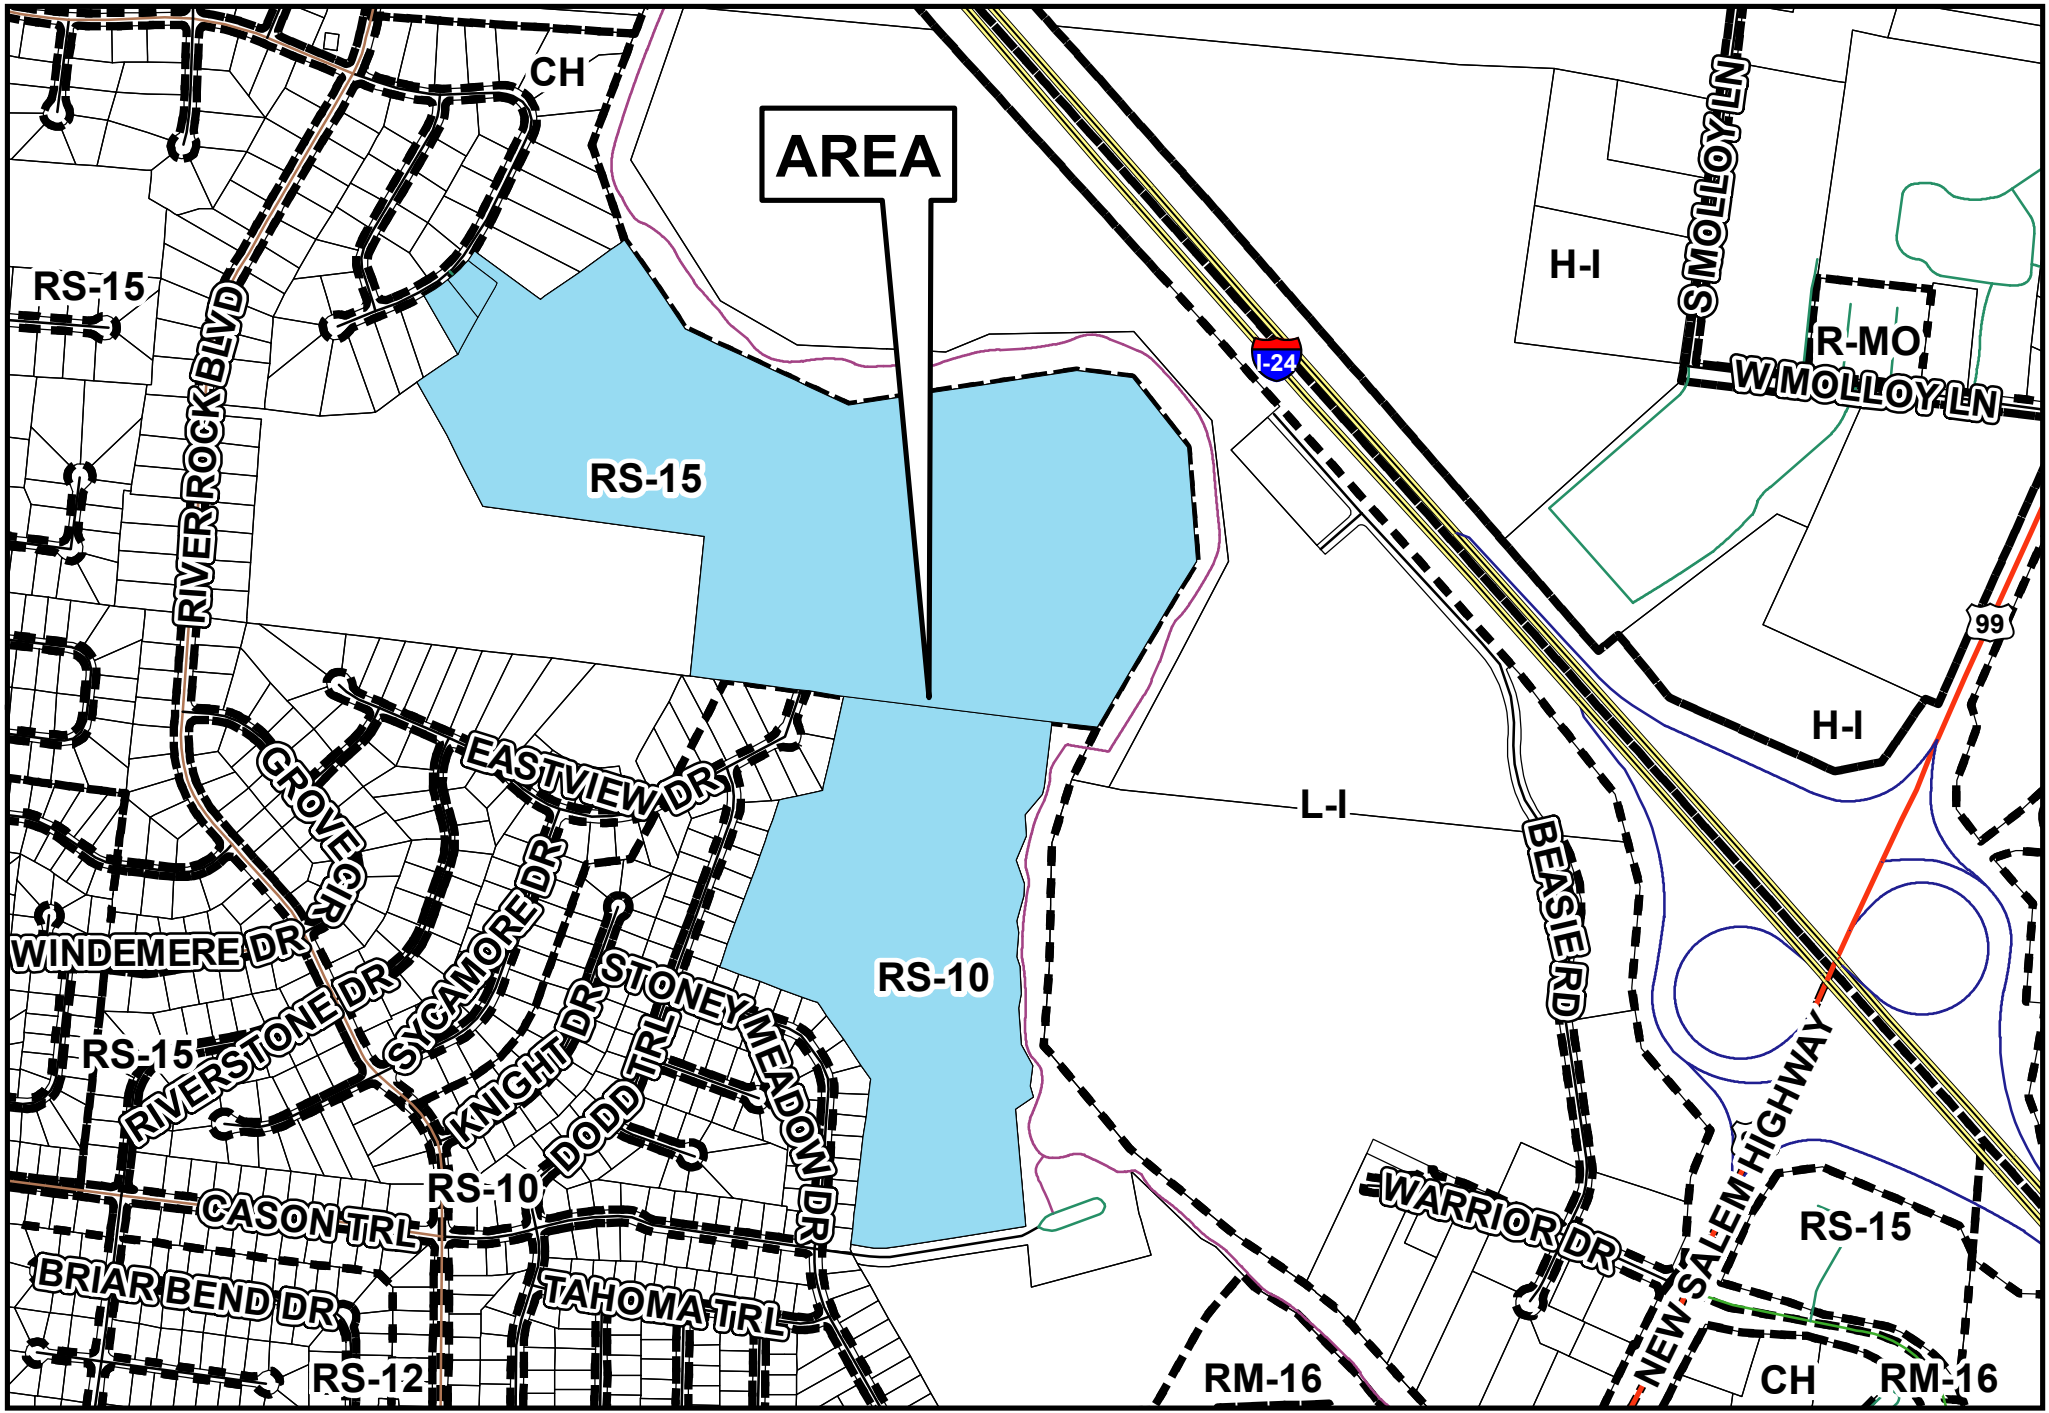 CH
AREA
S MOLLOY LN
H-I
RS-15
R-MO
I-24
W MOLLOY LN
RIVER ROCK BLVD
RS-15
99
H-I
EASTVIEW DR
GROVE CIR
L-I
BEASIE RD
SYCAMORE DR
WINDEMERE DR
STONEY MEADOW DR
RS-10
RIVERSTONE DR
KNIGHT DR
DODD TRL
RS-15
NEW SALEM HIGHWAY
RS-10
CASON TRL
WARRIOR DR
RS-15
BRIAR BEND DR
TAHOMA TRL
RS-12
RM-16
CH
RM-16